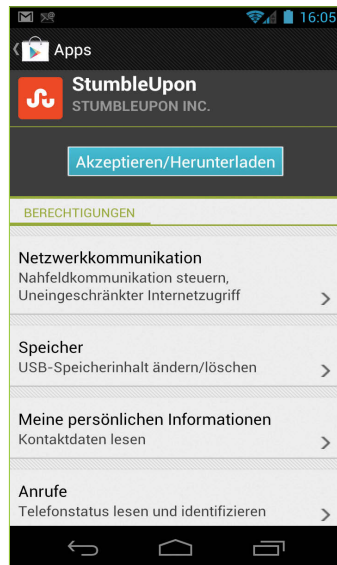 16:05
Apps
StumbleUpon
STUMBLEUPON INC.
Akzeptieren/Herunterladen
BERECHTIGUNGEN
Netzwerkkommunikation
Nahfeldkommunikation steuern,
Uneingeschränkter Internetzugriff
Speicher
USB-Speicherinhalt ändern/löschen
Meine persönlichen Informationen
Kontaktdaten lesen
Anrufe
Telefonstatus lesen und identifizieren